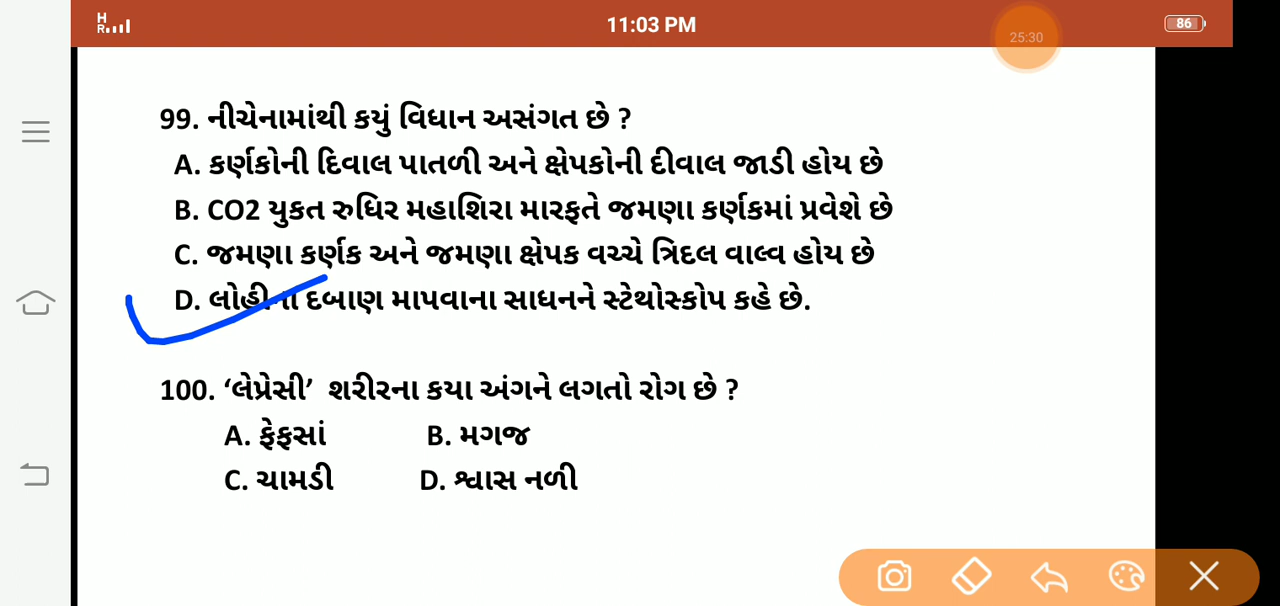 HR
11:03 PM
25:30
86
99. નીચેનામાંથી કયું વિધાન અસંગત છે ?
A. કર્ણકોની દિવાલ પાતળી અને ક્ષેપકોની દીવાલ જાડી હોય છે
B. CO2 યુકત રુધિર મહાશિરા મારફતે જમણા કર્ણકમાં પ્રવેશે છે
C. જમણા કર્ણક અને જમણા ક્ષેપક વચ્ચે ત્રિદલ વાલ્વ હોય છે
D. લોહીના દબાણ માપવાના સાધનને સ્ટેથોસ્કોપ કહે છે.
100. ‘લેપ્રેસી’ શરીરના કયા અંગને લગતો રોગ છે ?
A. ફેફસાં B. મગજ
C. ચામડી D. શ્વાસ નળી